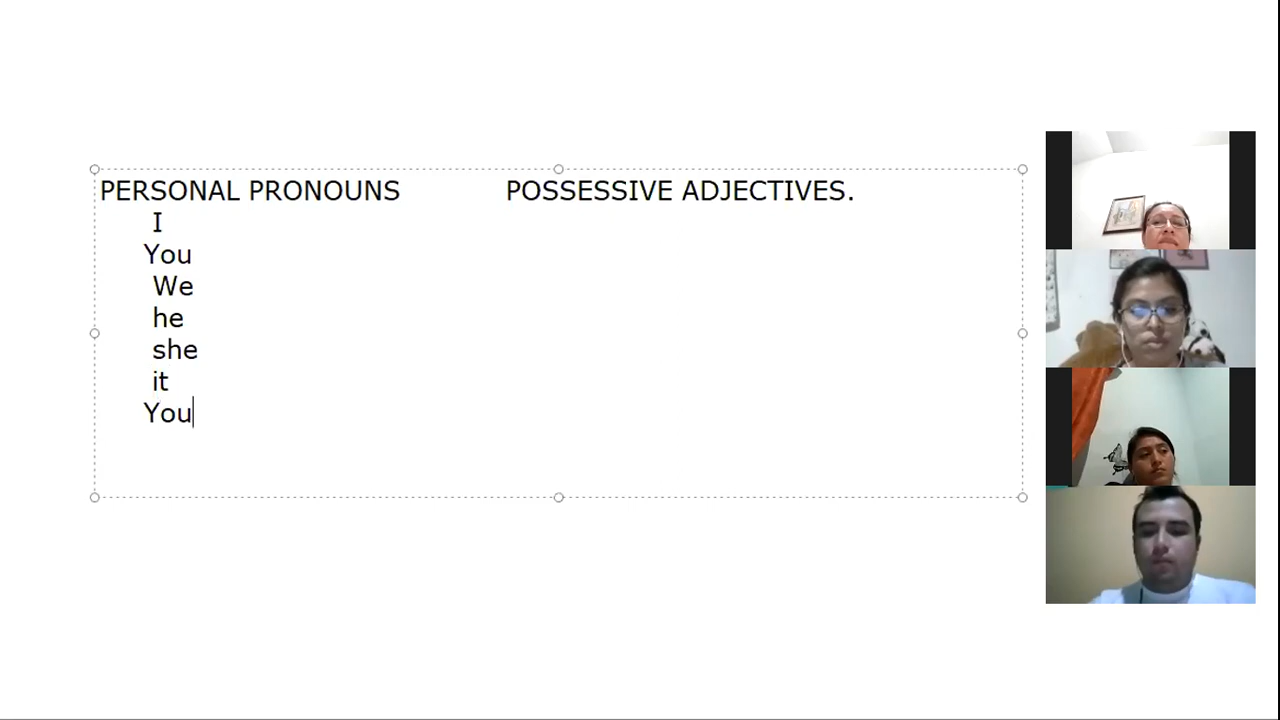 PERSONAL PRONOUNS POSSESSIVE ADJECTIVES.
I
You
We
he
she
it
You